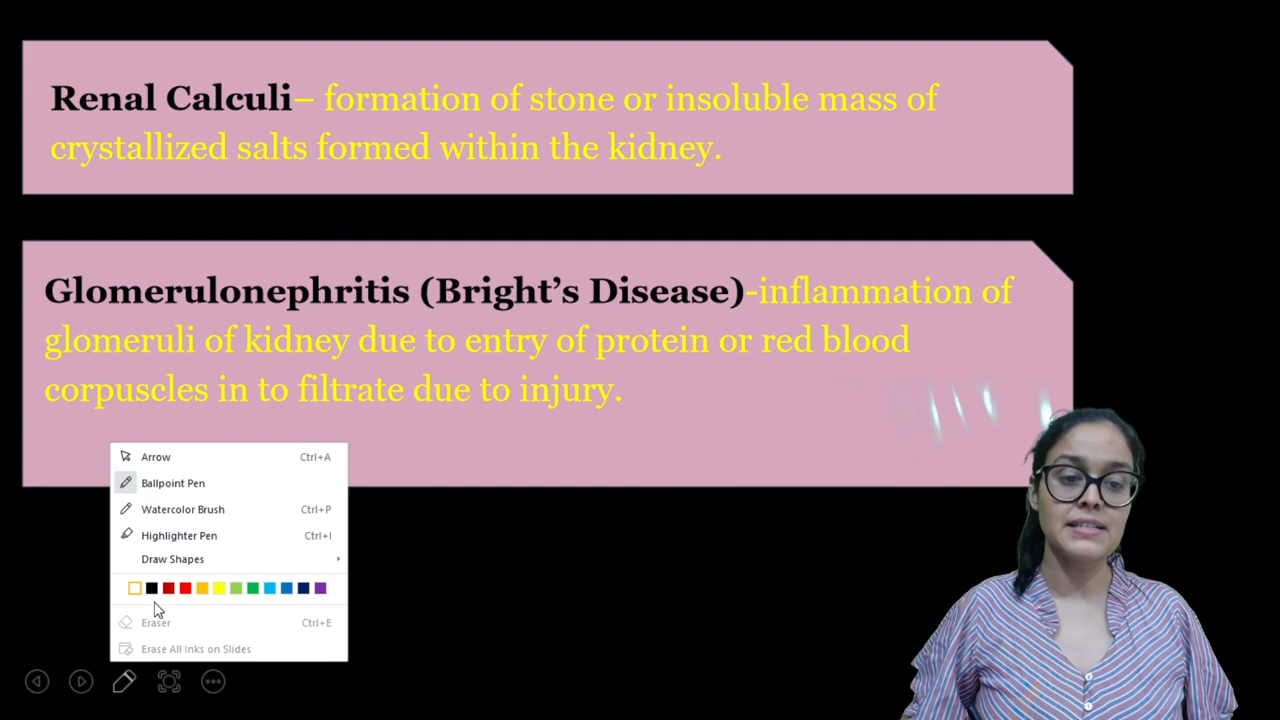 Renal Calculi– formation of stone or insoluble mass of
crystallized salts formed within the kidney.
Glomerulonephritis (Bright’s Disease)-inflammation of
glomeruli of kidney due to entry of protein or red blood
corpuscles in to filtrate due to injury.
Arrow Ctrl+A
Ballpoint Pen
Watercolor Brush Ctrl+P
Highlighter Pen Ctrl+I
Draw Shapes
Eraser Ctrl+E
Erase All Inks on Slides